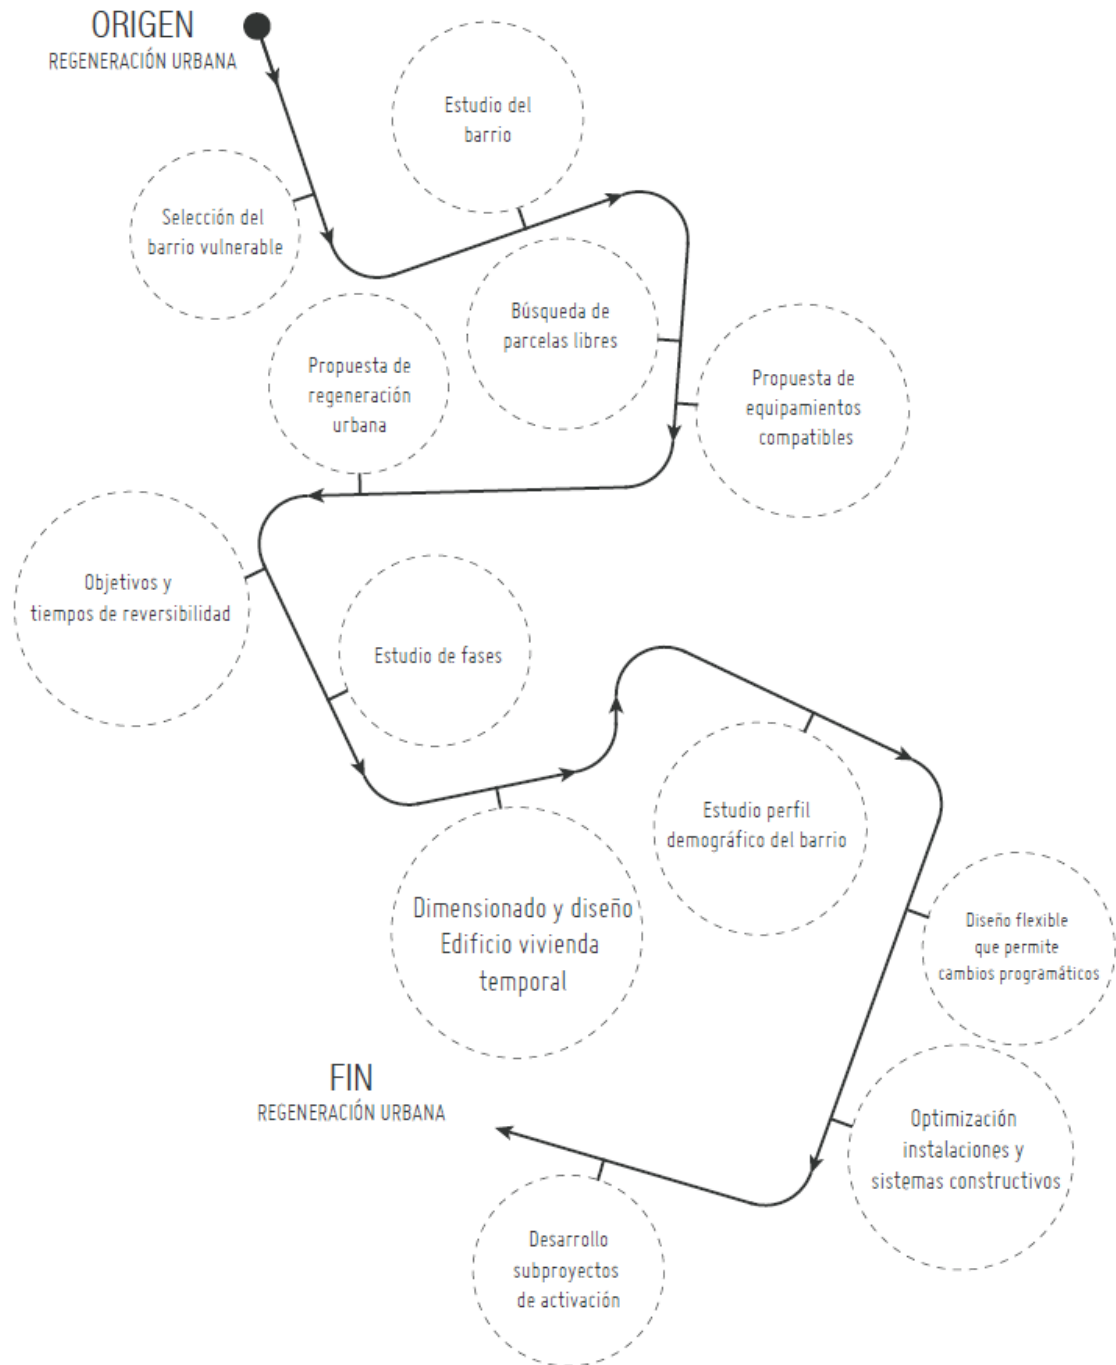 ORIGEN
REGENERACIÓN URBANA
Selección del
barrio vulnerable
Estudio del
barrio
Búsqueda de
parcelas libres
Propuesta de
equipamientos
compatibles
Propuesta de
regeneración
urbana
Objetivos y
tiempos de reversibilidad
Estudio de fases
Dimensionado y diseño
Edificio vivienda
temporal
Estudio perfil
demográfico del barrio
Diseño flexible
que permite
cambios programáticos
Optimización
instalaciones y
sistemas constructivos
Desarrollo
subproyectos
de activación
FIN
REGENERACIÓN URBANA